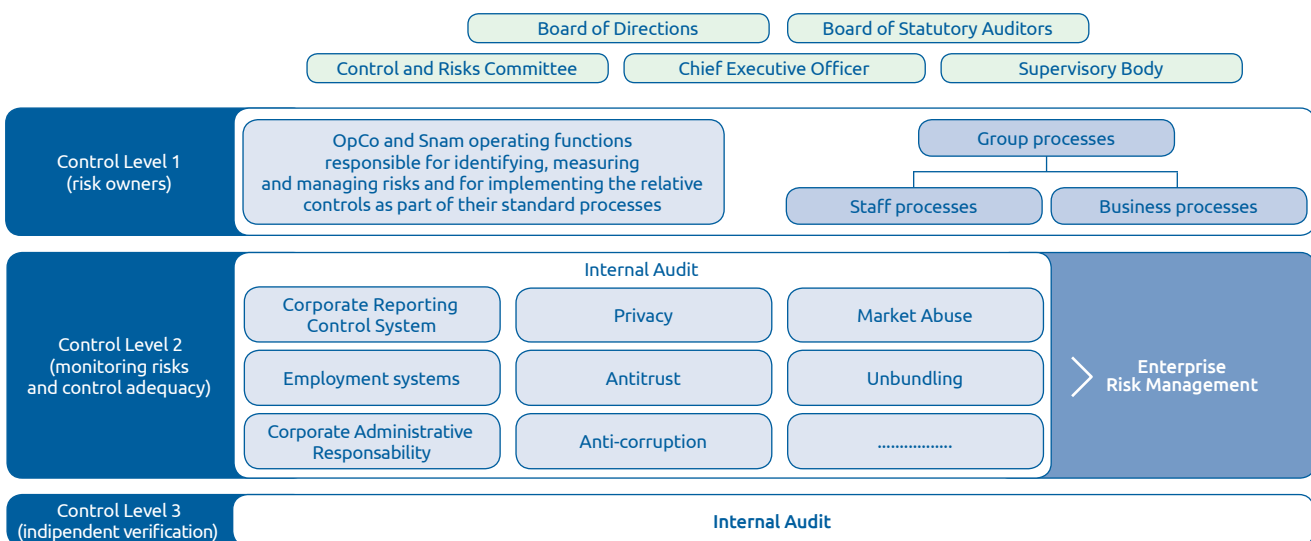 Board of Directions
Board of Statutory Auditors
Control and Risks Committee
Chief Executive Officer
Supervisory Body
Control Level 1
(risk owners)
OpCo and Snam operating functions
responsible for identifying, measuring
and managing risks and for implementing the relative
controls as part of their standard processes
Group processes
Staff processes
Business processes
Control Level 2
(monitoring risks
and control adequacy)
Internal Audit
Corporate Reporting
Control System
Privacy
Market Abuse
Employment systems
Antitrust
Unbundling
Corporate Administrative
Responsability
Anti-corruption
.................
Enterprise
Risk Management
Control Level 3
(indipendent verification)
Internal Audit